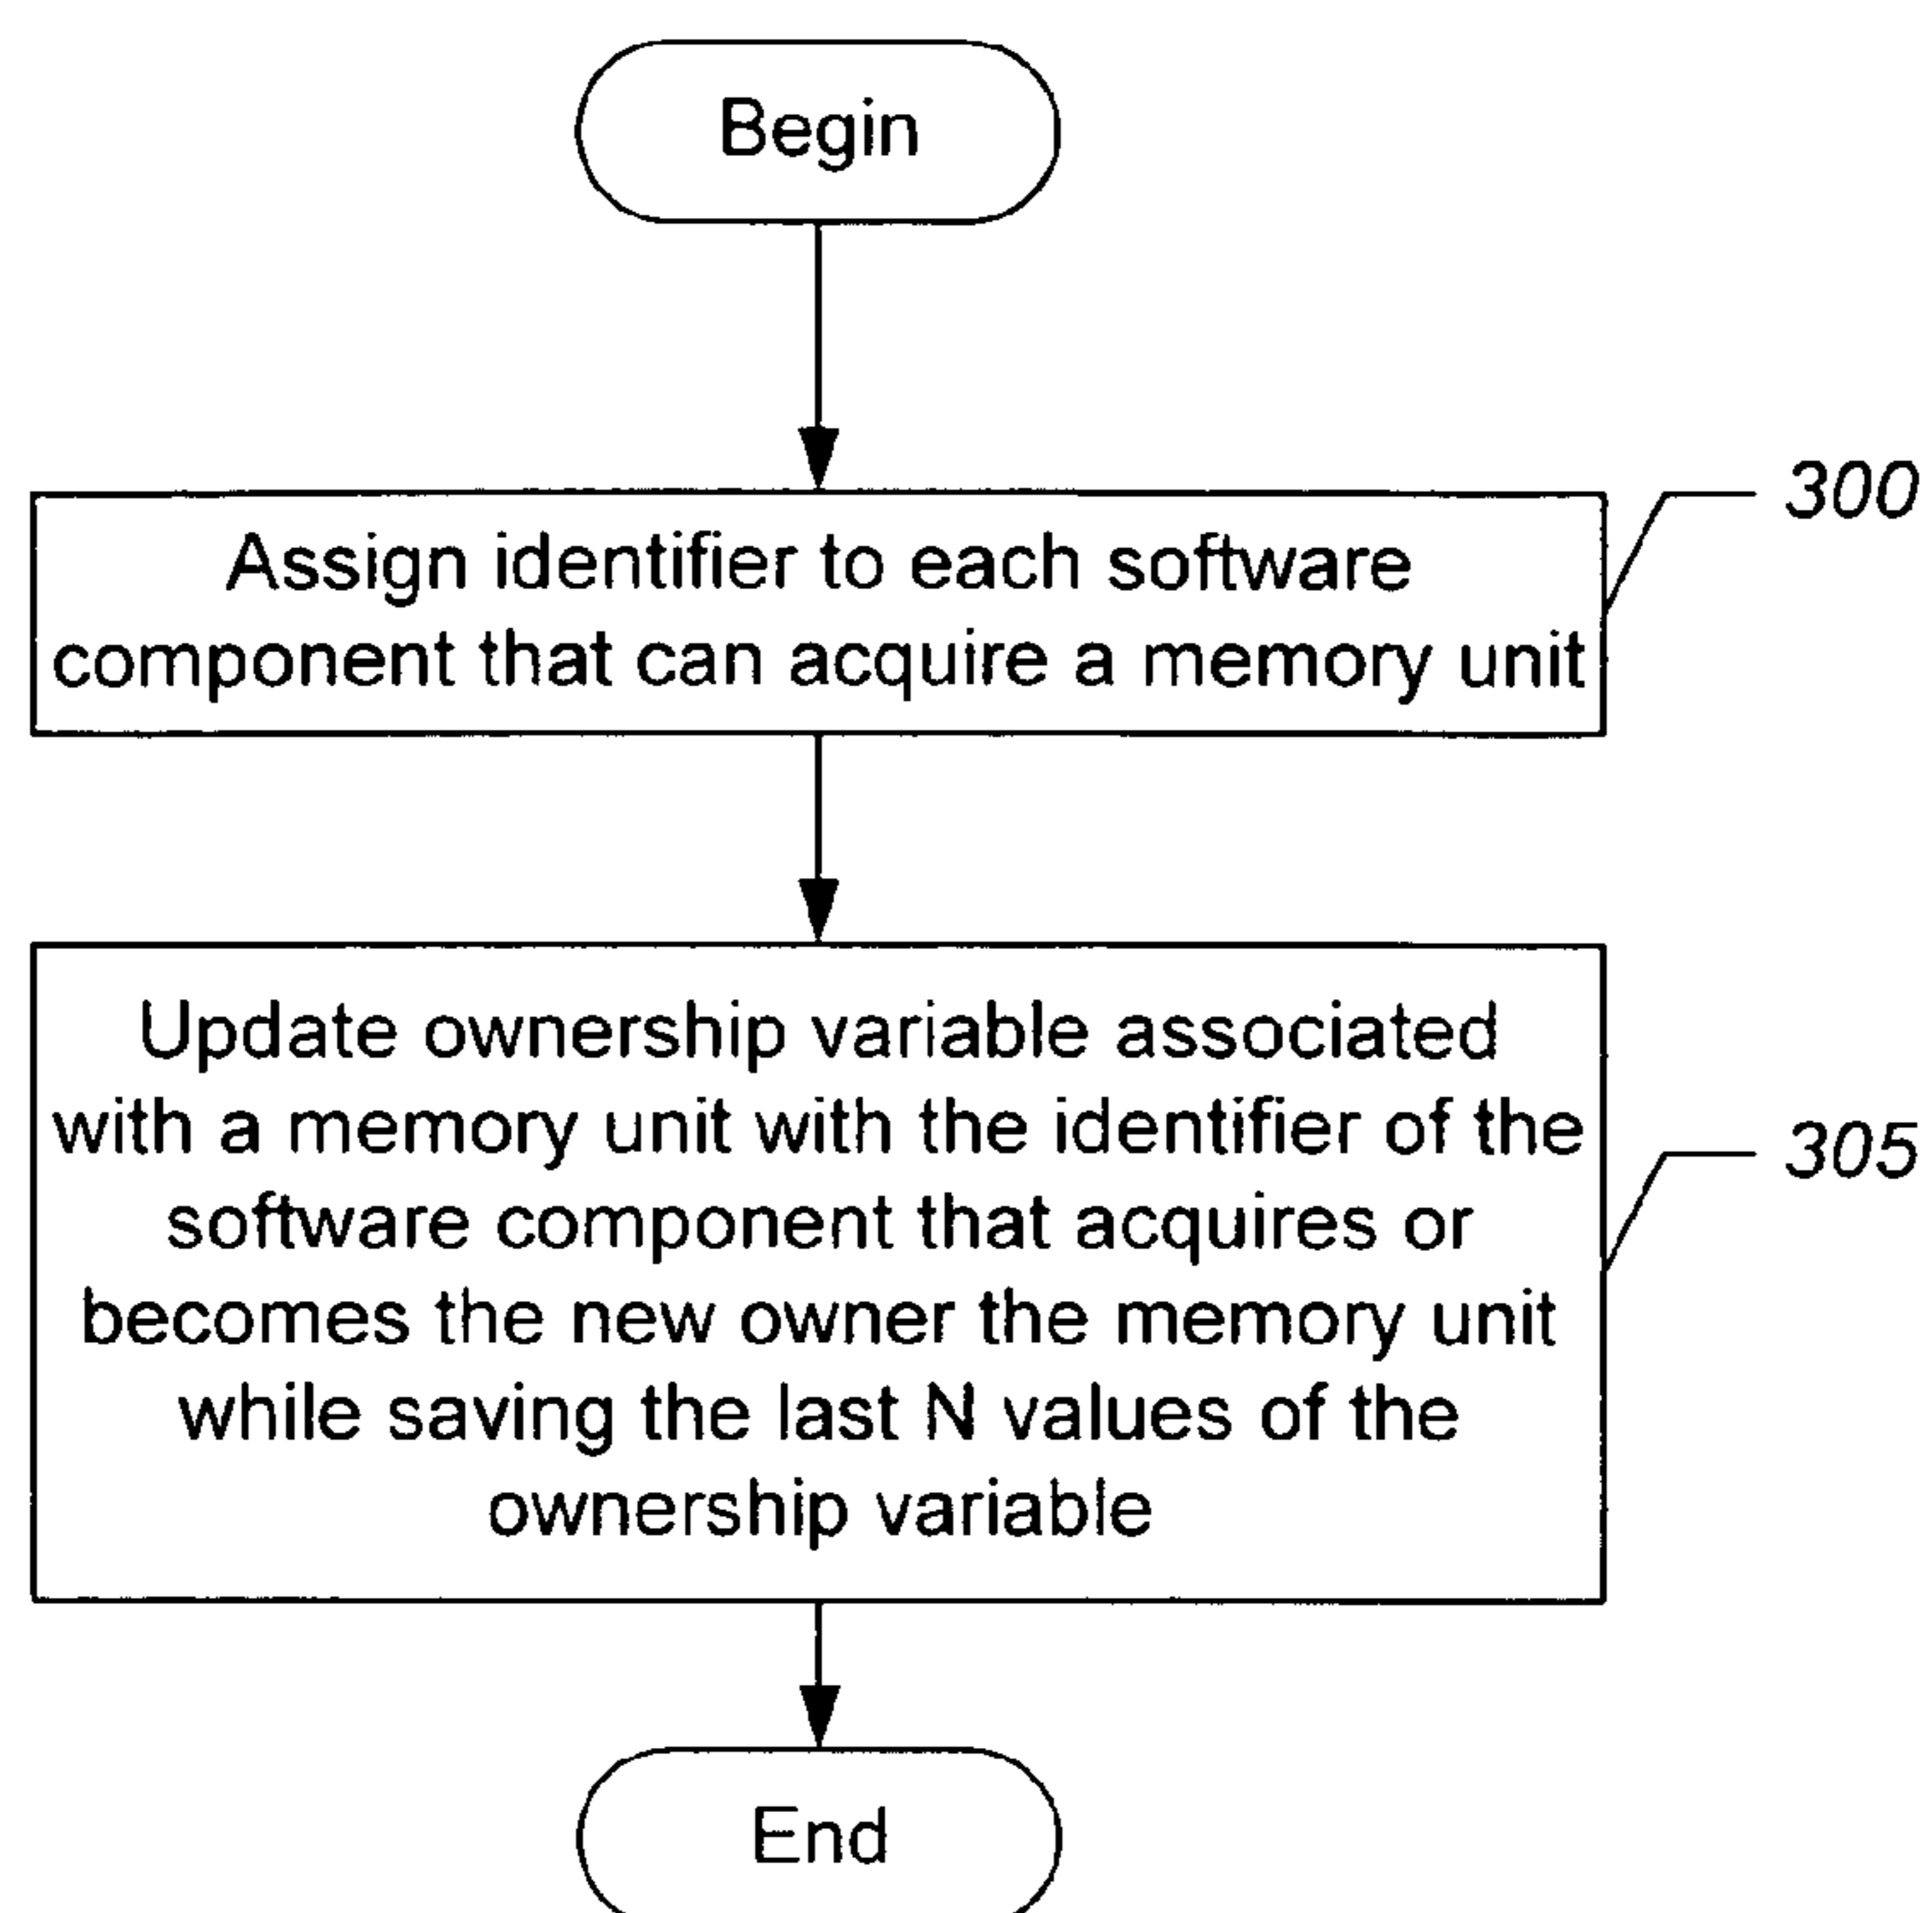 Begin
300
Assign identifier to each software
component that can acquire a memory unit
Update ownership variable associated
with a memory unit with the identifier of the
305
software component that acquires or
becomes the new owner the memory unit
while saving the last N values of the
ownership variable
End